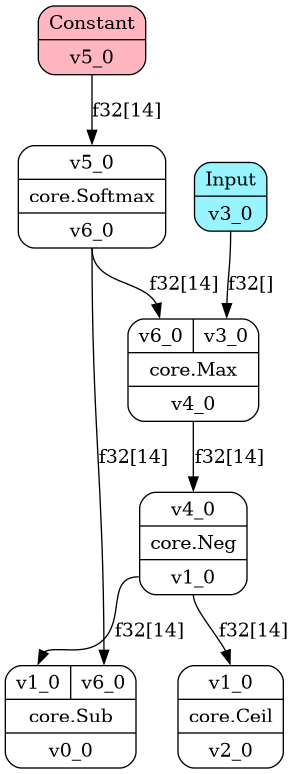 Constant
v5_0
f32[14]
v5_0
core.Softmax
v6_0
Input
v3_0
f32[14]
f32[]
v6_0 v3_0
core.Max
v4_0
f32[14]
f32[14]
v4_0
core.Neg
v1_0
f32[14]
f32[14]
v1_0 v6_0
core.Sub
v0_0
v1_0
core.Ceil
v2_0